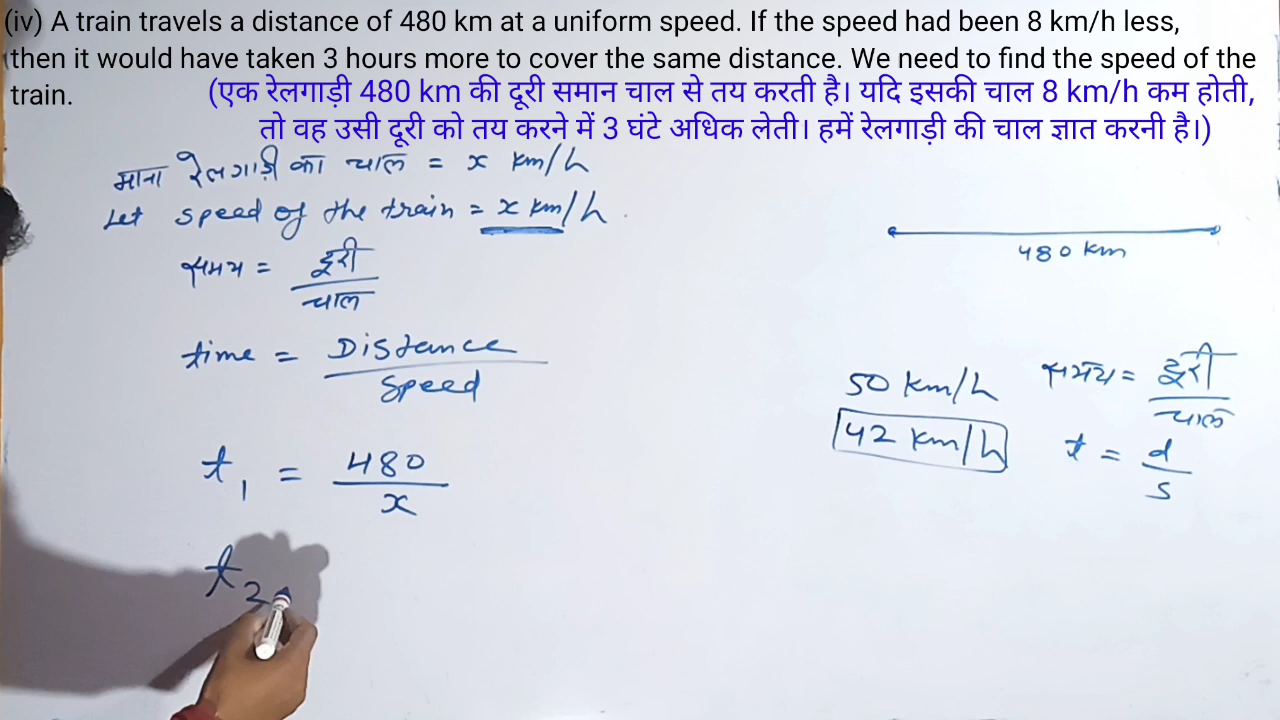 (iv) A train travels a distance of 480 km at a uniform speed. If the speed had been 8 km/h less,
then it would have taken 3 hours more to cover the same distance. We need to find the speed of the
train.
(एक रेलगाड़ी 480 km की दूरी समान चाल से तय करती है। यदि इसकी चाल 8 km/h कम होती,
तो वह उसी दूरी को तय करने में 3 घंटे अधिक लेती। हमें रेलगाड़ी की चाल ज्ञात करनी है।)
माना रेलगाड़ी का चाल = x km/h
Let speed of the train = x km/h.
480 km
समय = दूरी / चाल
time = Distance / Speed
50 km/h
42 km/h
समय = दूरी / चाल
t = d / s
t₁ = 480 / x
t₂